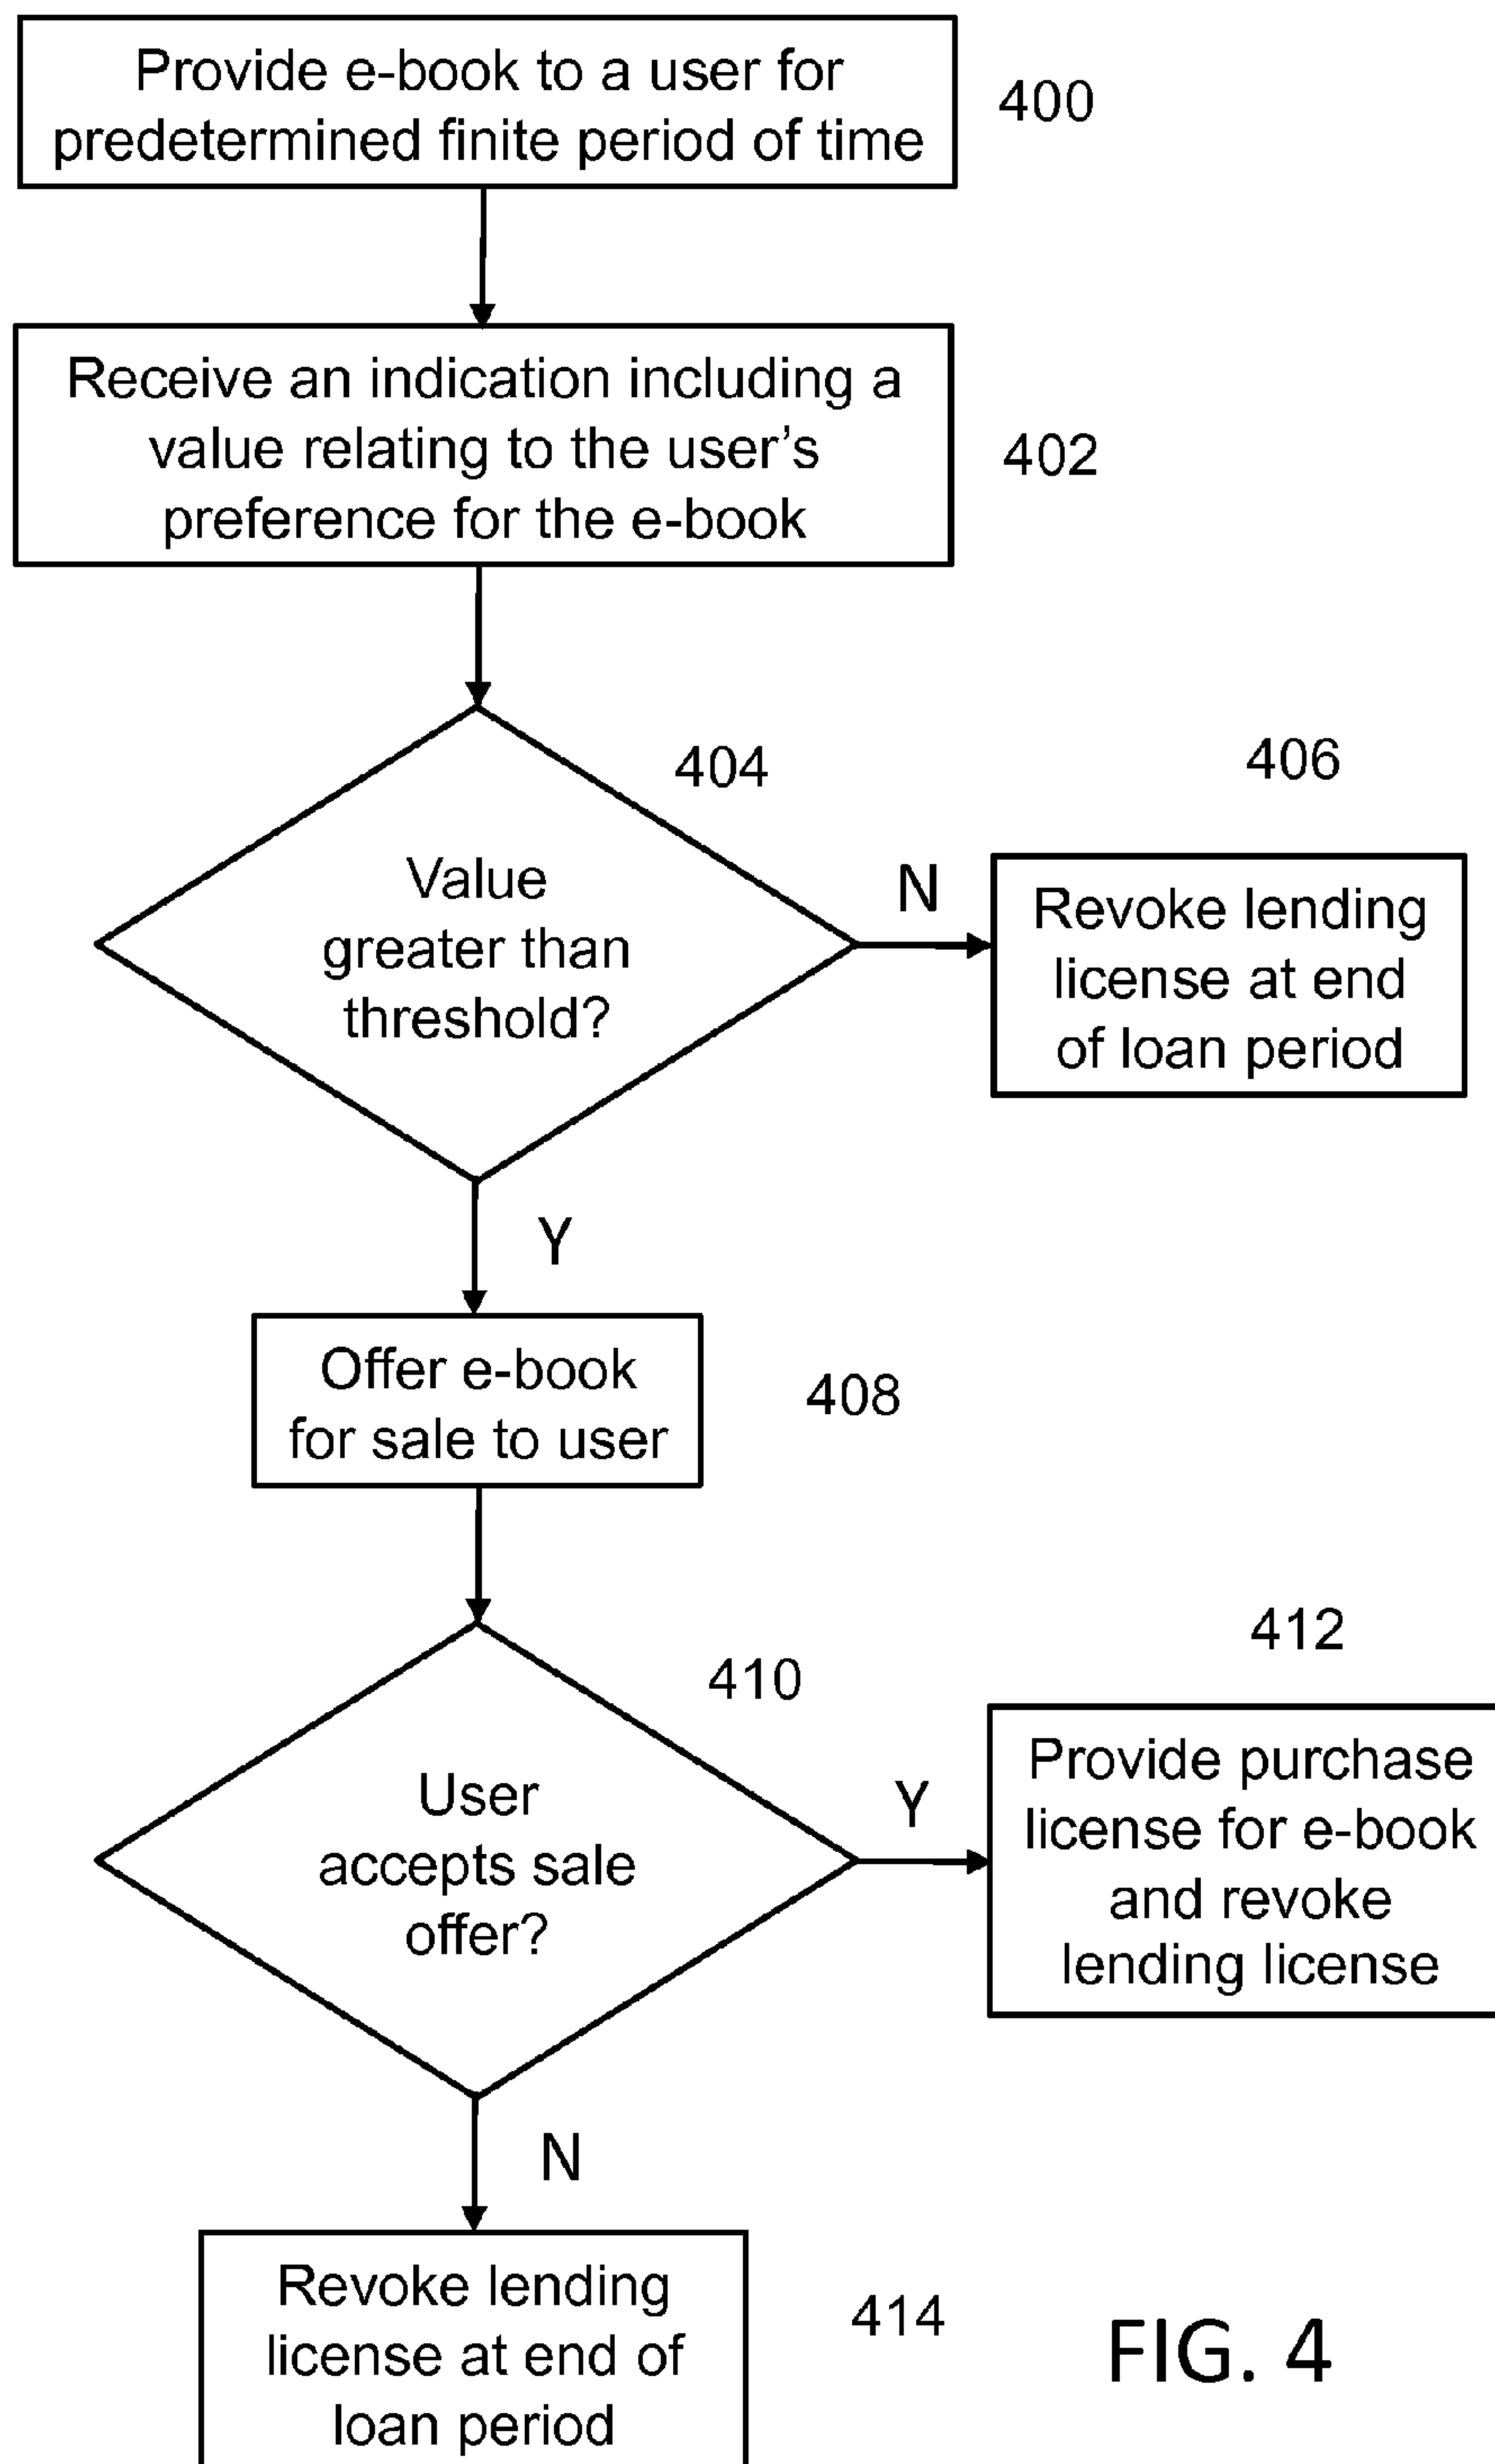 Provide e-book to a user for
predetermined finite period of time
400
Receive an indication including a
value relating to the user's
preference for the e-book
402
404
Value
greater than
threshold?
N
406
Revoke lending
license at end
of loan period
Y
Offer e-book
for sale to user
408
410
User
accepts sale
offer?
Y
412
Provide purchase
license for e-book
and revoke
lending license
N
Revoke lending
license at end of
loan period
414
FIG. 4